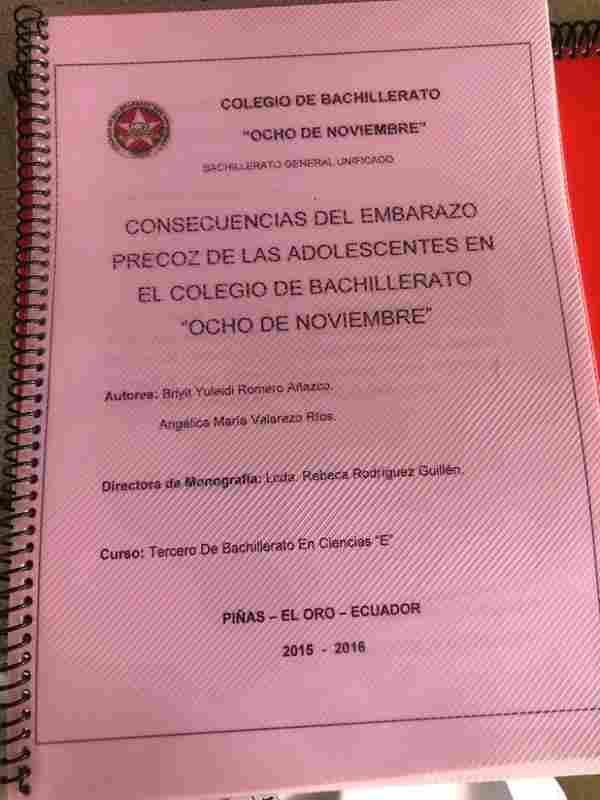 COLEGIO DE BACHILLERATO
"OCHO DE NOVIEMBRE"
BACHILLERATO GENERAL UNIFICADO
CONSECUENCIAS DEL EMBARAZO
PRECOZ DE LAS ADOLESCENTES EN
EL COLEGIO DE BACHILLERATO
"OCHO DE NOVIEMBRE"
Autores: Briyit Yuleidi Romero Añazco.
Angélica María Valarezo Ríos.
Directora de Monografía: Lcda. Rebeca Rodríguez Guillén.
Curso: Tercero De Bachillerato En Ciencias "E"
PIÑAS – EL ORO – ECUADOR
2015 - 2016